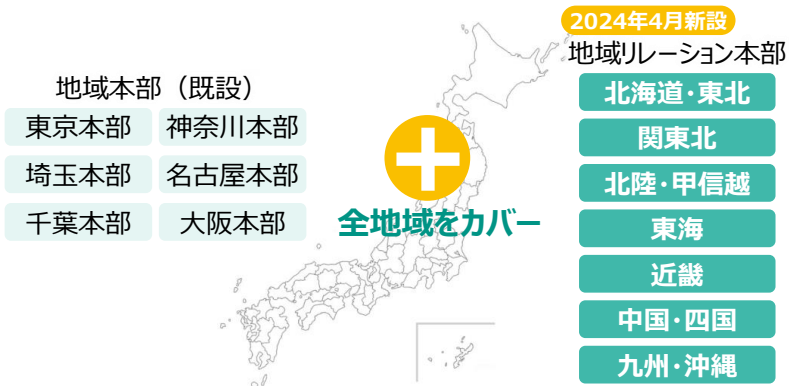 地域本部（既設）
東京本部 神奈川本部
埼玉本部 名古屋本部
千葉本部 大阪本部
全地域をカバー
2024年4月新設
地域リレーション本部
北海道・東北
関東北
北陸・甲信越
東海
近畿
中国・四国
九州・沖縄